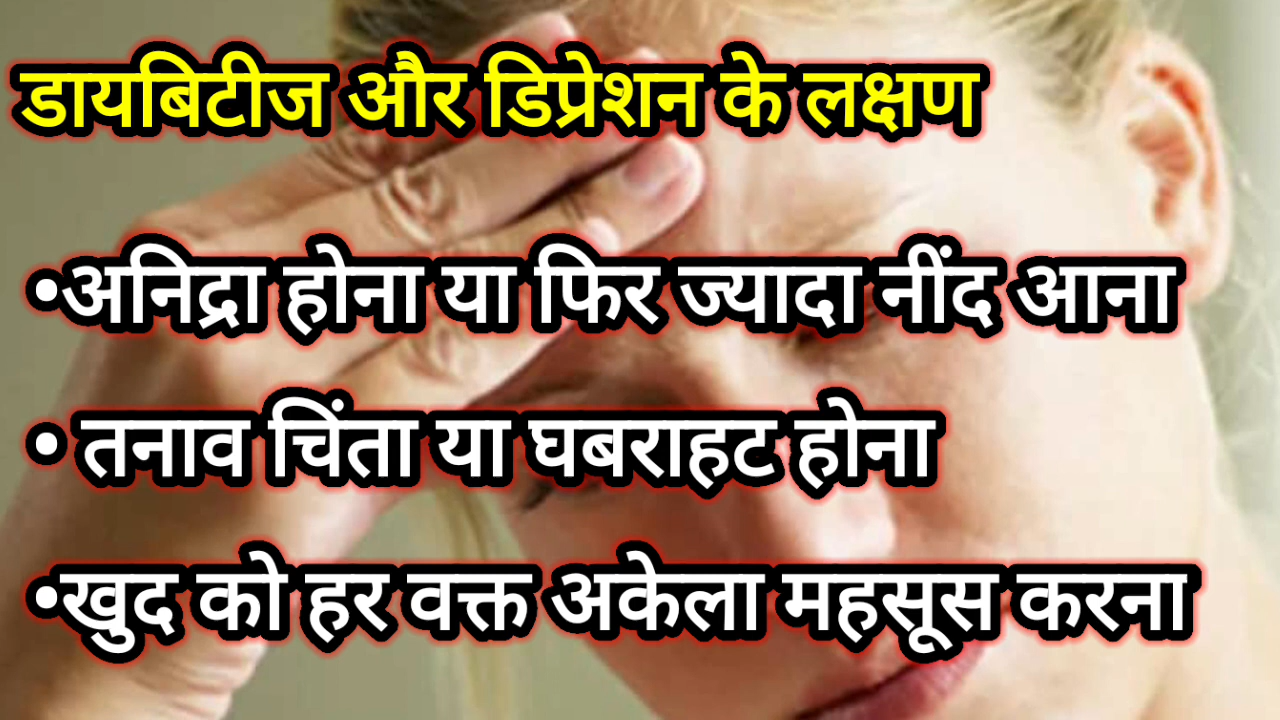 डायबिटीज और डिप्रेशन के लक्षण
•अनिद्रा होना या फिर ज्यादा नींद आना
• तनाव चिंता या घबराहट होना
•खुद को हर वक्त अकेला महसूस करना